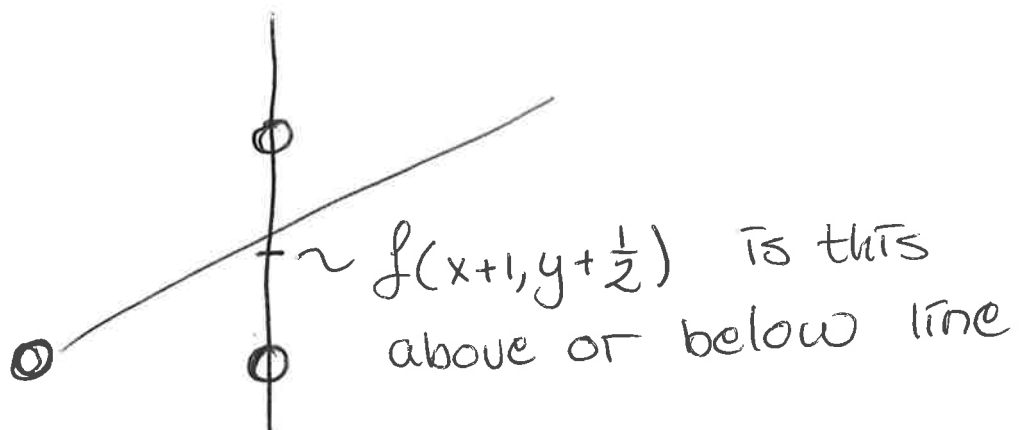 ~ f(x+1, y+½) is this
above or below line